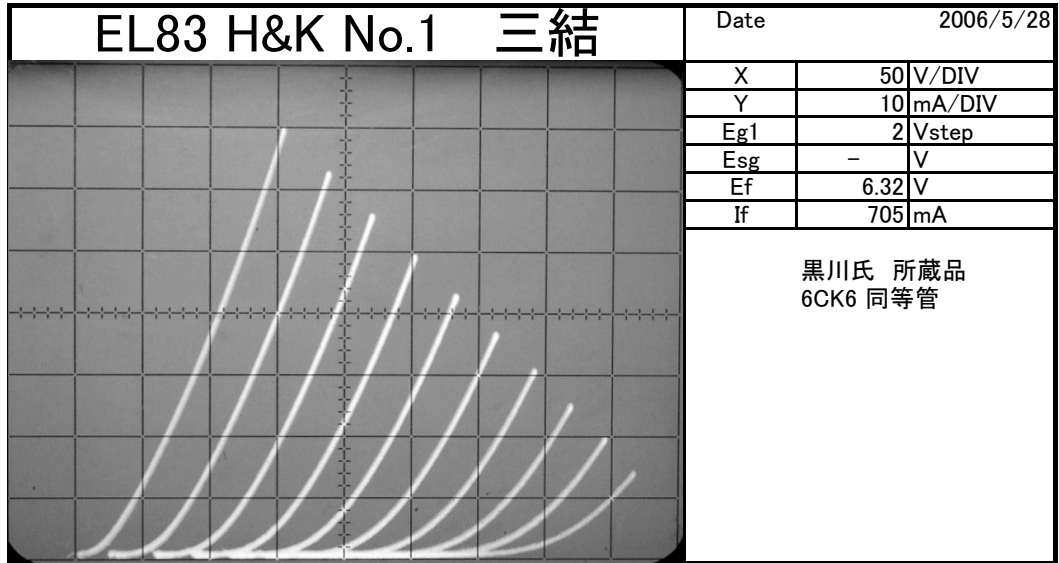 EL83 H&K No.1 三結
Date 2006/5/28
X 50 V/DIV
Y 10 mA/DIV
Eg1 2 Vstep
Esg − V
Ef 6.32 V
If 705 mA
黒川氏 所蔵品
6CK6 同等管